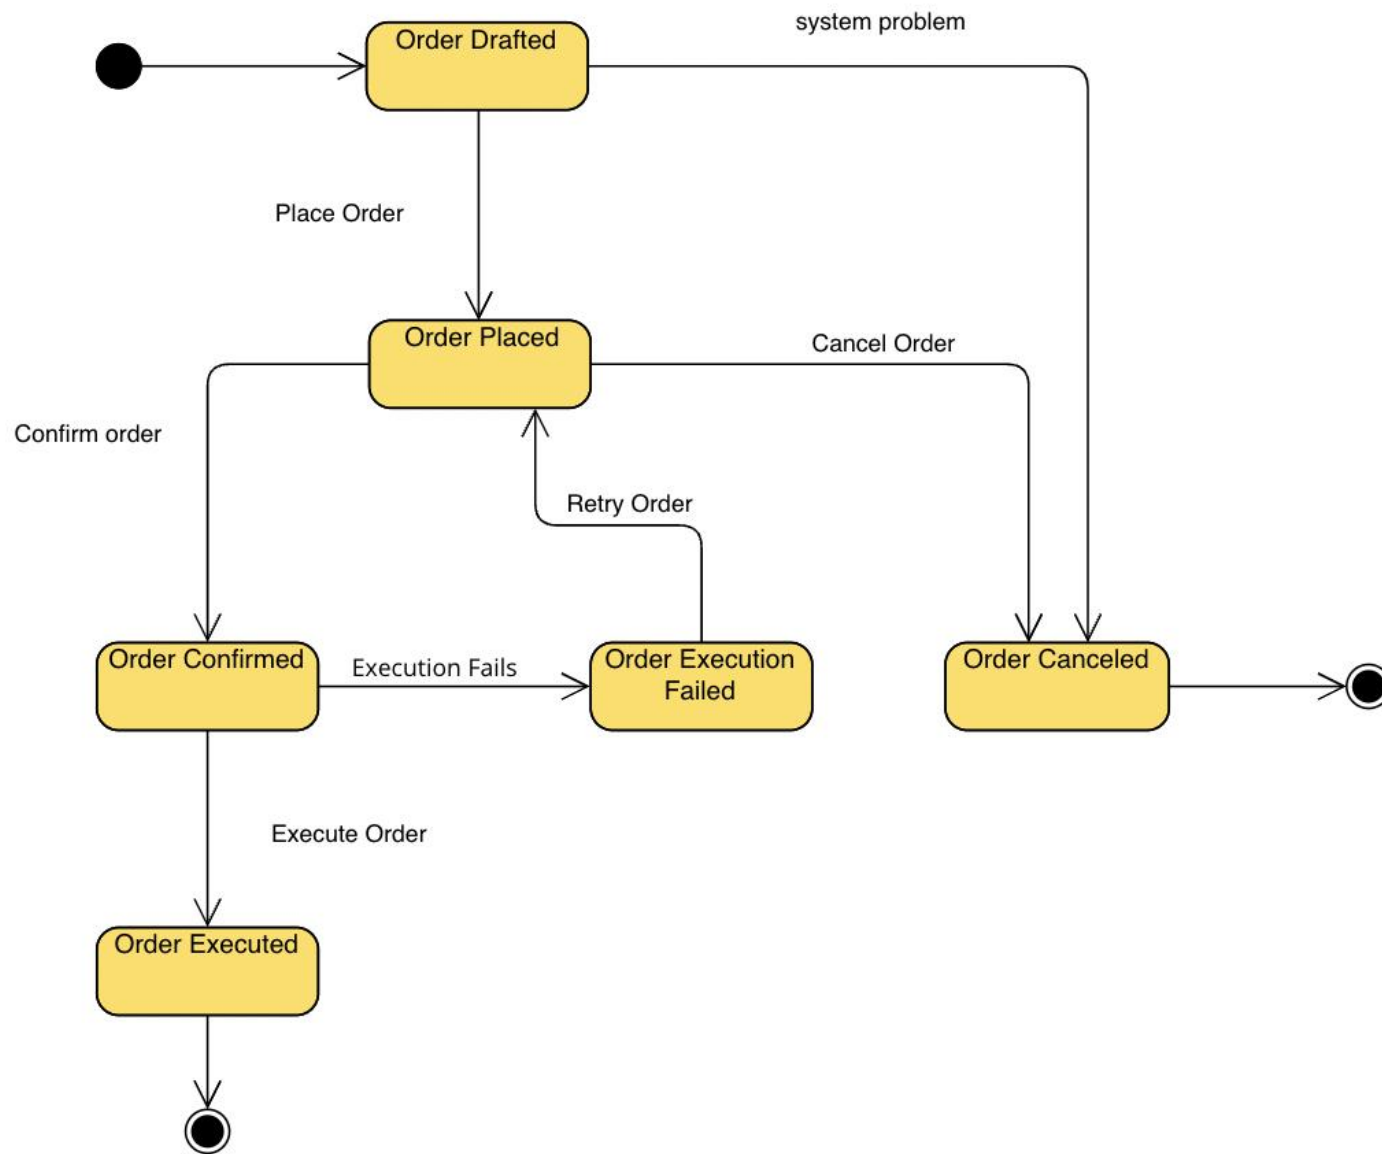 system problem
Order Drafted
Place Order
Order Placed
Cancel Order
Confirm order
Retry Order
Order Confirmed
Execution Fails
Order Execution
Failed
Order Canceled
Execute Order
Order Executed